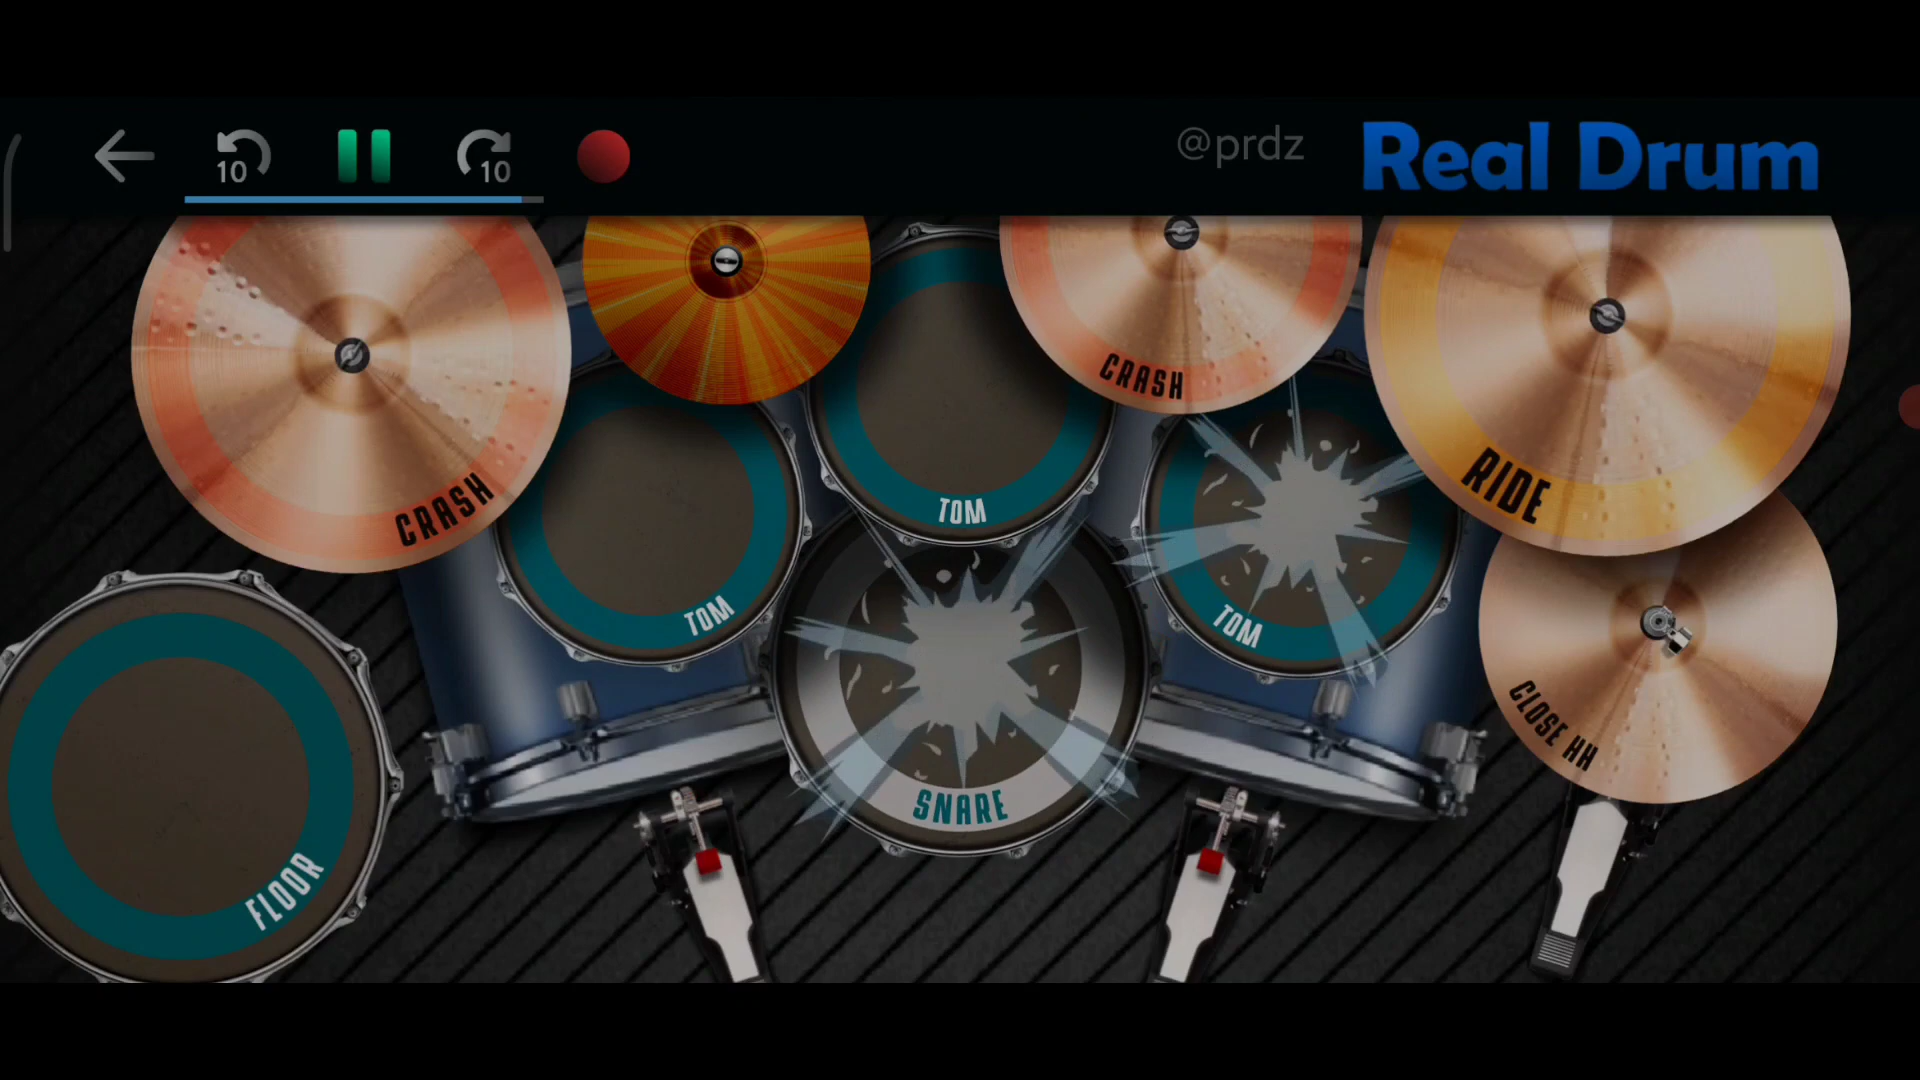 10
10
@prdz
Real Drum
CRASH
CRASH
RIDE
TOM
TOM
TOM
CLOSE HH
SNARE
FLOOR